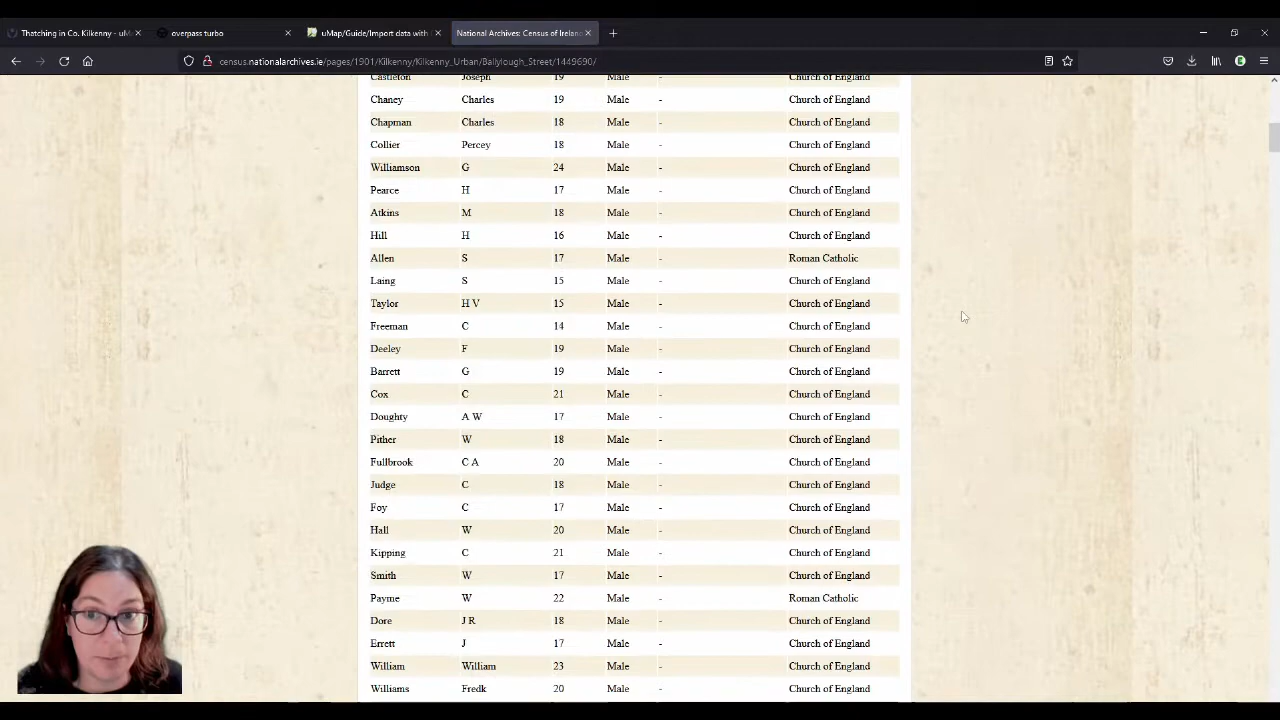 Thatching in Co. Kilkenny - uM
overpass turbo
uMap/Guide/Import data with
National Archives: Census of Ireland
census.nationalarchives.ie/pages/1901/Kilkenny/Kilkenny_Urban/Ballylough_Street/1449690/
Castleton Joseph 19 Male - Church of England
Chaney Charles 19 Male - Church of England
Chapman Charles 18 Male - Church of England
Collier Percey 18 Male - Church of England
Williamson G 24 Male - Church of England
Pearce H 17 Male - Church of England
Atkins M 18 Male - Church of England
Hill H 16 Male - Church of England
Allen S 17 Male - Roman Catholic
Laing S 15 Male - Church of England
Taylor H V 15 Male - Church of England
Freeman C 14 Male - Church of England
Deeley F 19 Male - Church of England
Barrett G 19 Male - Church of England
Cox C 21 Male - Church of England
Doughty A W 17 Male - Church of England
Pither W 18 Male - Church of England
Fullbrook C A 20 Male - Church of England
Judge C 18 Male - Church of England
Foy C 17 Male - Church of England
Hall W 20 Male - Church of England
Kipping C 21 Male - Church of England
Smith W 17 Male - Church of England
Payme W 22 Male - Roman Catholic
Dore J R 18 Male - Church of England
Errett J 17 Male - Church of England
William William 23 Male - Church of England
Williams Fredk 20 Male - Church of England